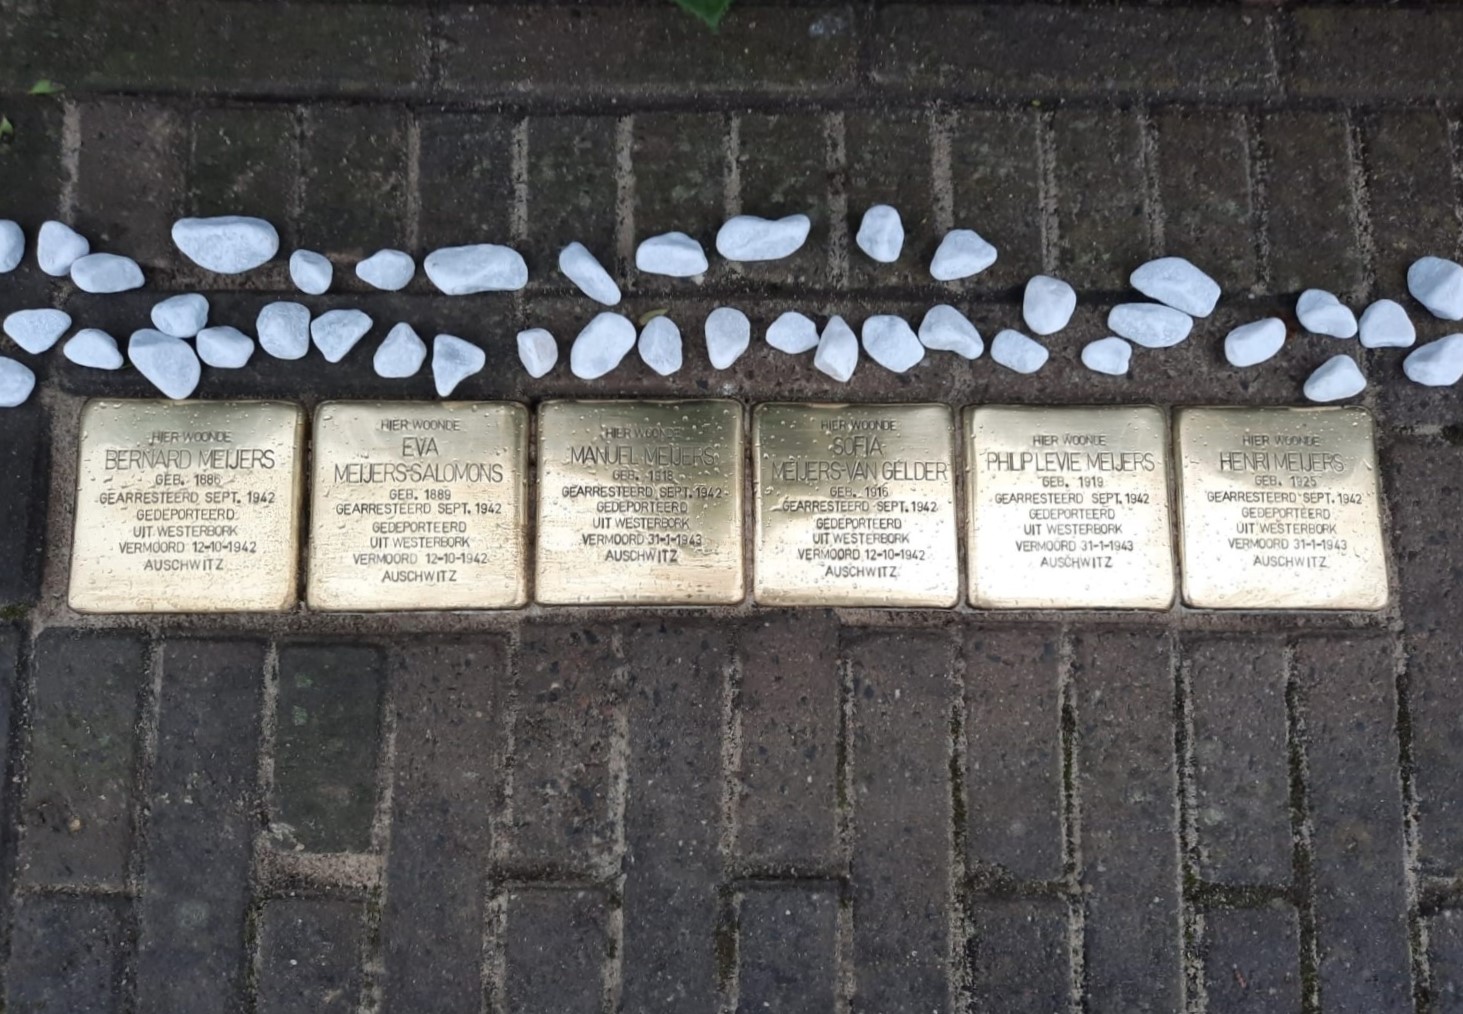 HIER WOONDE
BERNARD MEIJERS
GEB. 1886
GEARRESTEERD SEPT. 1942
GEDEPORTEERD
UIT WESTERBORK
VERMOORD 12-10-1942
AUSCHWITZ
HIER WOONDE
EVA
MEIJERS-SALOMONS
GEB. 1889
GEARRESTEERD SEPT. 1942
GEDEPORTEERD
UIT WESTERBORK
VERMOORD 12-10-1942
AUSCHWITZ
HIER WOONDE
MANUEL MEIJERS
GEB. 1918
GEARRESTEERD SEPT. 1942
GEDEPORTEERD
UIT WESTERBORK
VERMOORD 31-1-1943
AUSCHWITZ
HIER WOONDE
SOFIA
MEIJERS-VAN GELDER
GEB. 1916
GEARRESTEERD SEPT. 1942
GEDEPORTEERD
UIT WESTERBORK
VERMOORD 12-10-1942
AUSCHWITZ
HIER WOONDE
PHILIP LEVIE MEIJERS
GEB. 1919
GEARRESTEERD SEPT. 1942
GEDEPORTEERD
UIT WESTERBORK
VERMOORD 31-1-1943
AUSCHWITZ
HIER WOONDE
HENRI MEIJERS
GEB. 1925
GEARRESTEERD SEPT. 1942
GEDEPORTEERD
UIT WESTERBORK
VERMOORD 31-1-1943
AUSCHWITZ